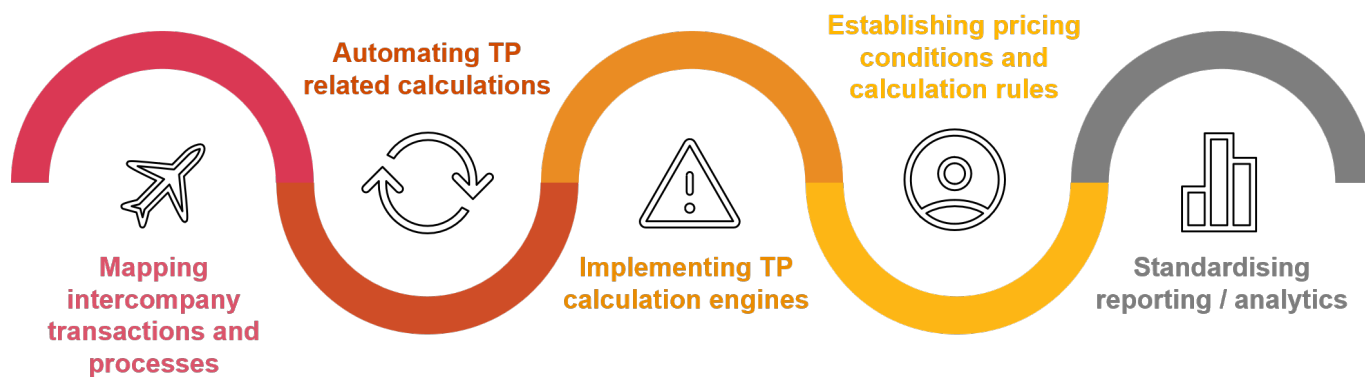 Mapping
intercompany
transactions and
processes
Automating TP
related calculations
Implementing TP
calculation engines
Establishing pricing
conditions and
calculation rules
Standardising
reporting / analytics